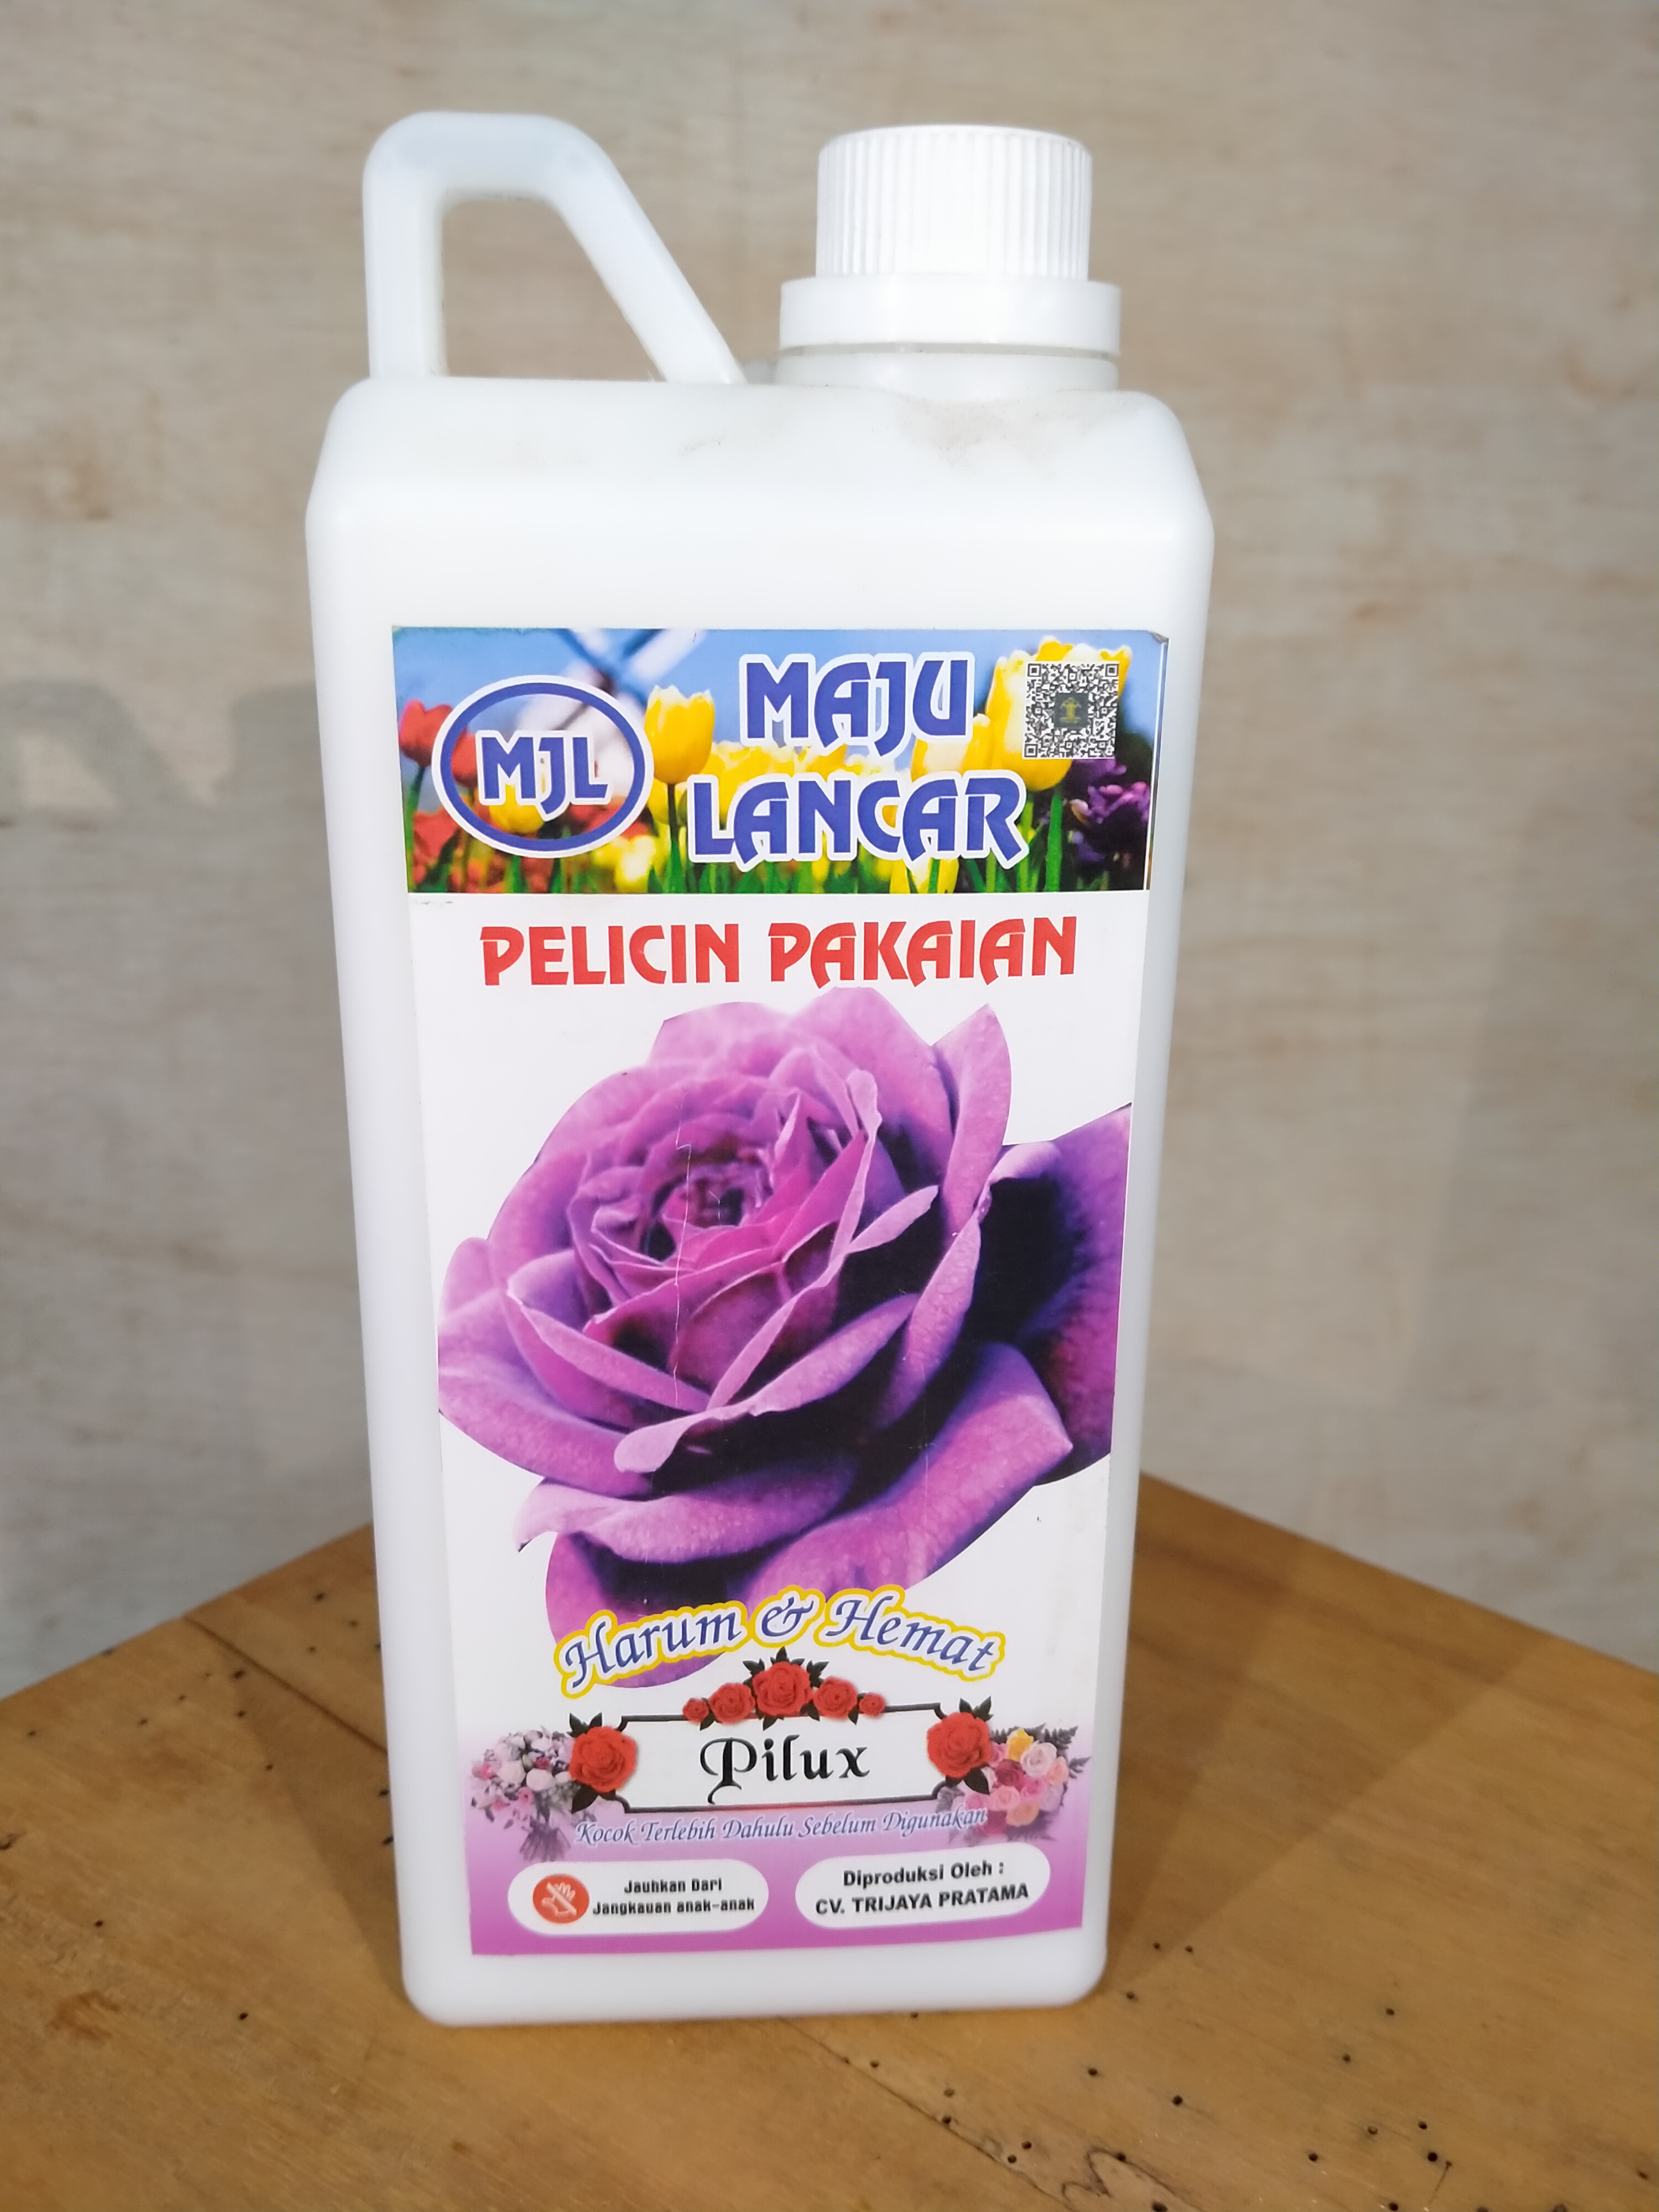 MJL
MAJU
LANCAR
PELICIN PAKAIAN
Harum & Hemat
Pilux
Kocok Terlebih Dahulu Sebelum Digunakan
Jauhkan Dari
Jangkauan anak-anak
Diproduksi Oleh :
CV. TRIJAYA PRATAMA